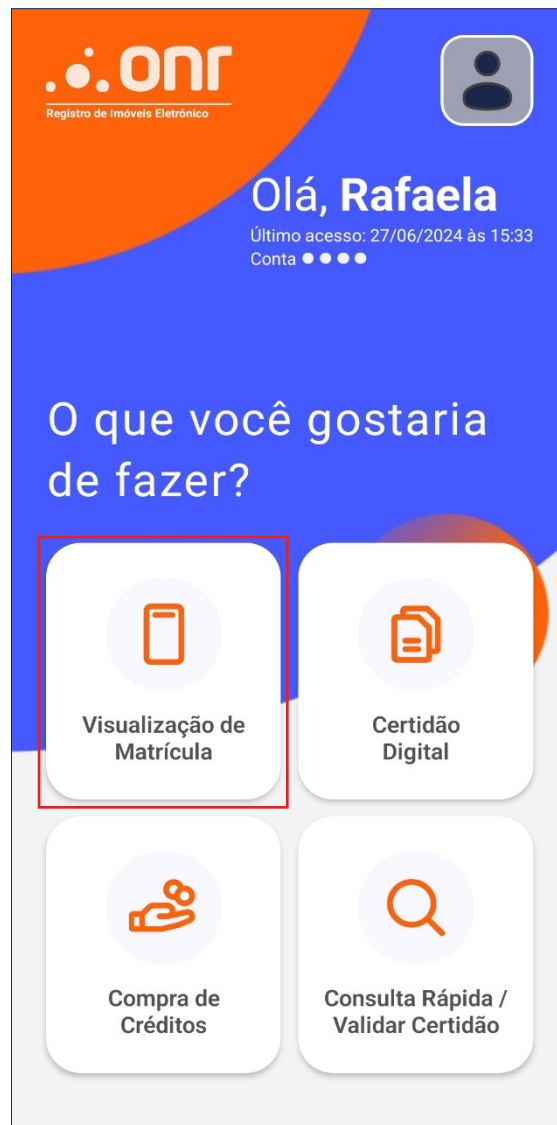 onr
Registro de Imóveis Eletrônico
Olá, Rafaela
Último acesso: 27/06/2024 às 15:33
Conta ● ● ● ●
O que você gostaria
de fazer?
Visualização de
Matrícula
Certidão
Digital
Compra de
Créditos
Consulta Rápida /
Validar Certidão